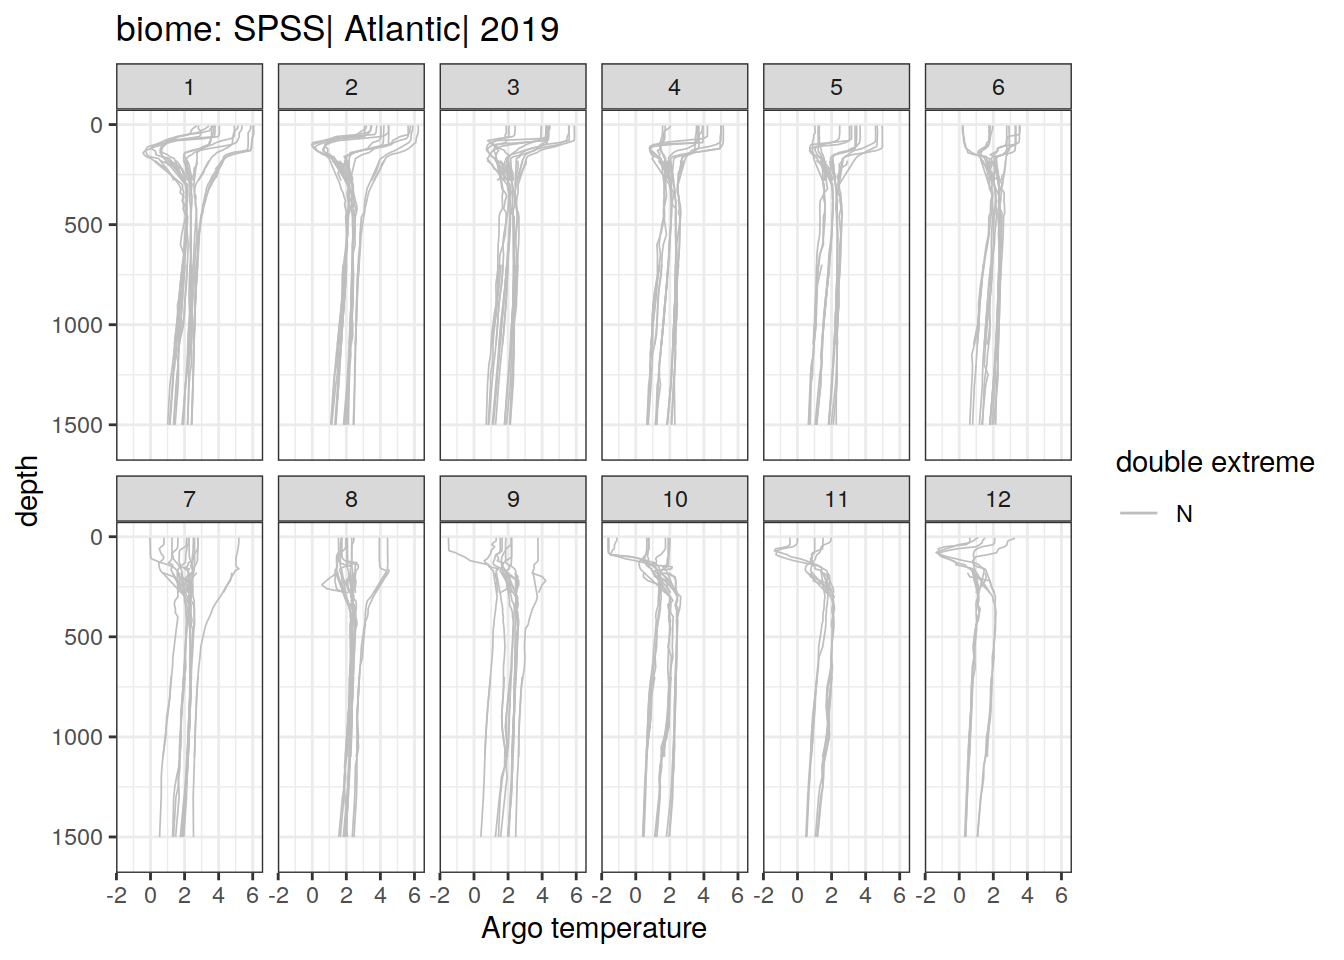 biome: SPSS| Atlantic| 2019
1 2 3 4 5 6
0
500
1000
1500
7 8 9 10 11 12
0
500
1000
1500
-2 0 2 4 6 -2 0 2 4 6 -2 0 2 4 6 -2 0 2 4 6 -2 0 2 4 6 -2 0 2 4 6
Argo temperature
depth
double extreme
N